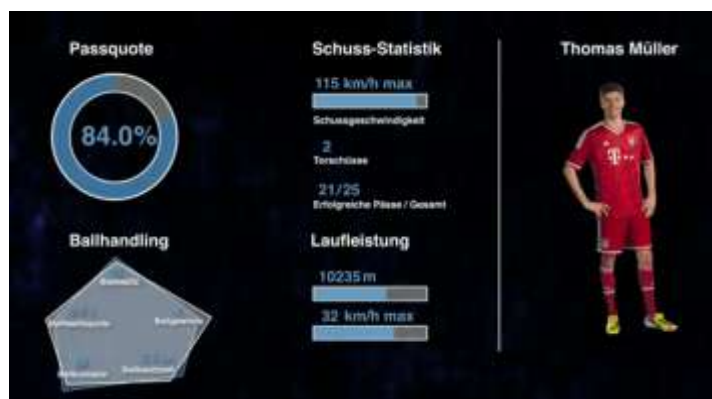 Passquote
84.0%
Schuss-Statistik
115 km/h max
Schussgeschwindigkeit
2
Torschüsse
21/25
Erfolgreiche Pässe / Gesamt
Thomas Müller
Ballhandling
Laufleistung
10235 m
32 km/h max